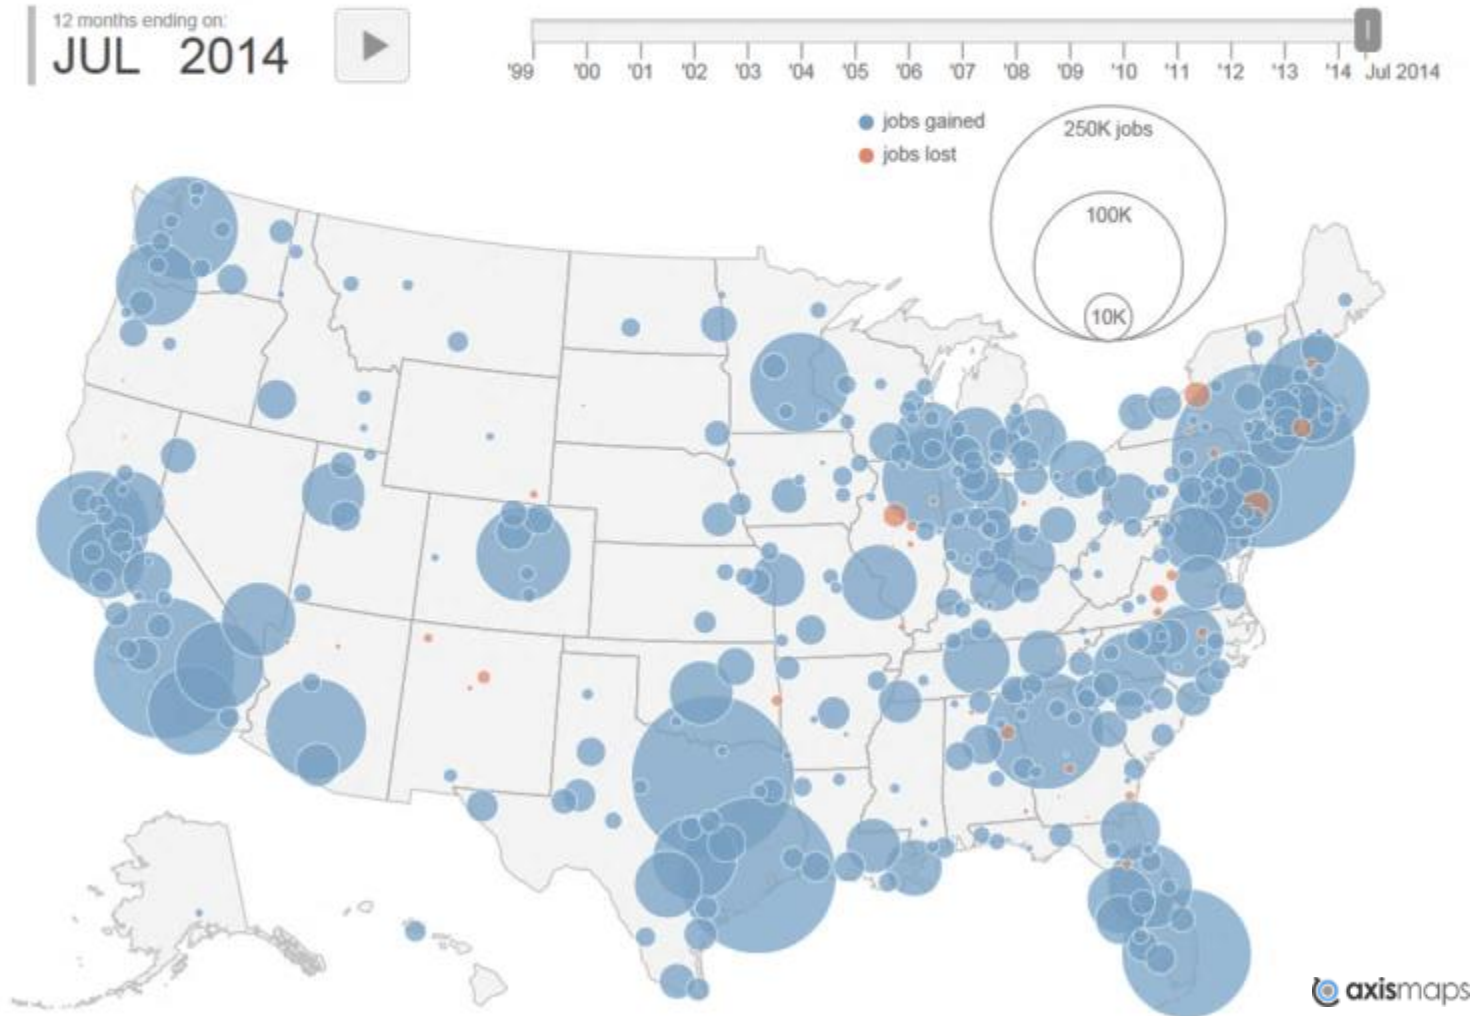 12 months ending on:
JUL 2014
'99 '00 '01 '02 '03 '04 '05 '06 '07 '08 '09 '10 '11 '12 '13 '14 Jul 2014
jobs gained
jobs lost
250K jobs
100K
10K
axismaps